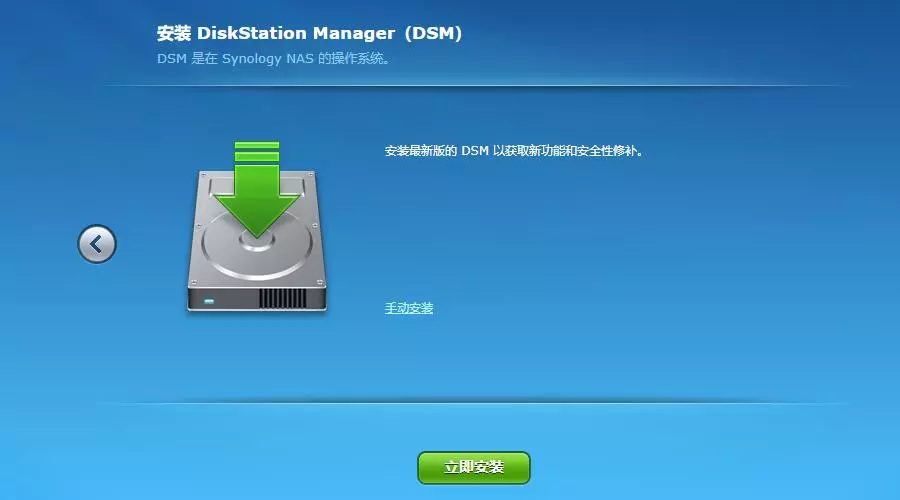 安装 DiskStation Manager（DSM）
DSM 是在 Synology NAS 的操作系统。
安装最新版的 DSM 以获取新功能和安全性修补。
手动安装
立即安装